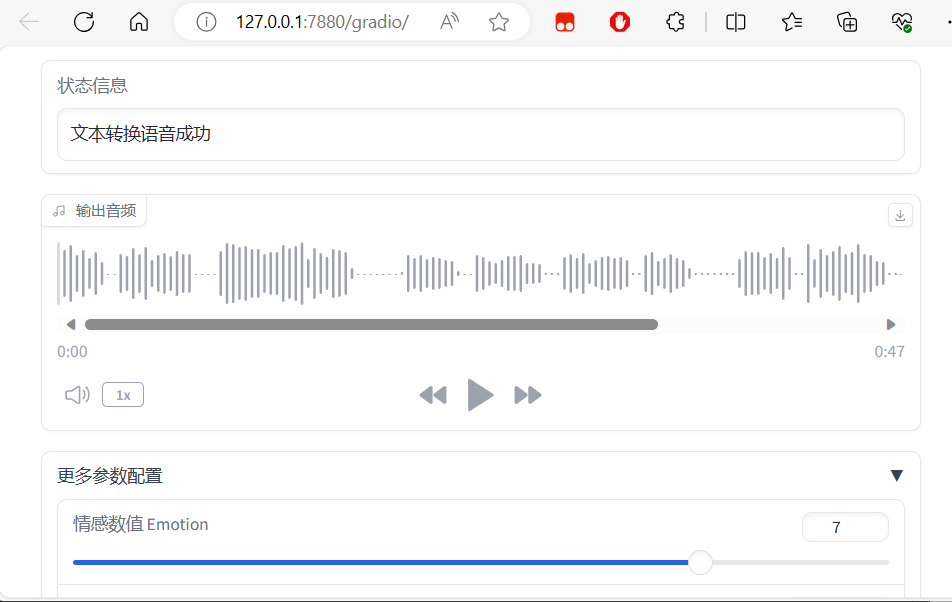 127.0.0.1:7880/gradio/
状态信息
文本转换语音成功
输出音频
0:00
0:47
1x
更多参数配置
情感数值 Emotion
7